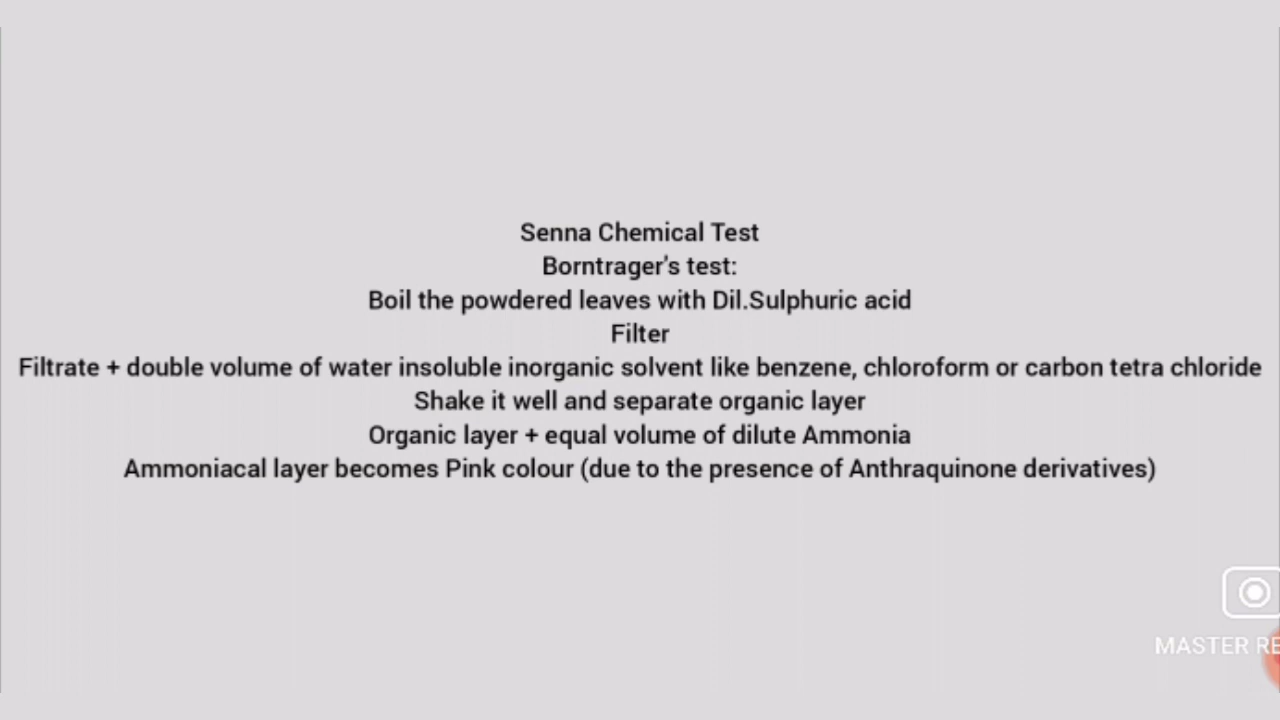 Senna Chemical Test
Borntrager's test:
Boil the powdered leaves with Dil.Sulphuric acid
Filter
Filtrate + double volume of water insoluble inorganic solvent like benzene, chloroform or carbon tetra chloride
Shake it well and separate organic layer
Organic layer + equal volume of dilute Ammonia
Ammoniacal layer becomes Pink colour (due to the presence of Anthraquinone derivatives)
MASTER RE